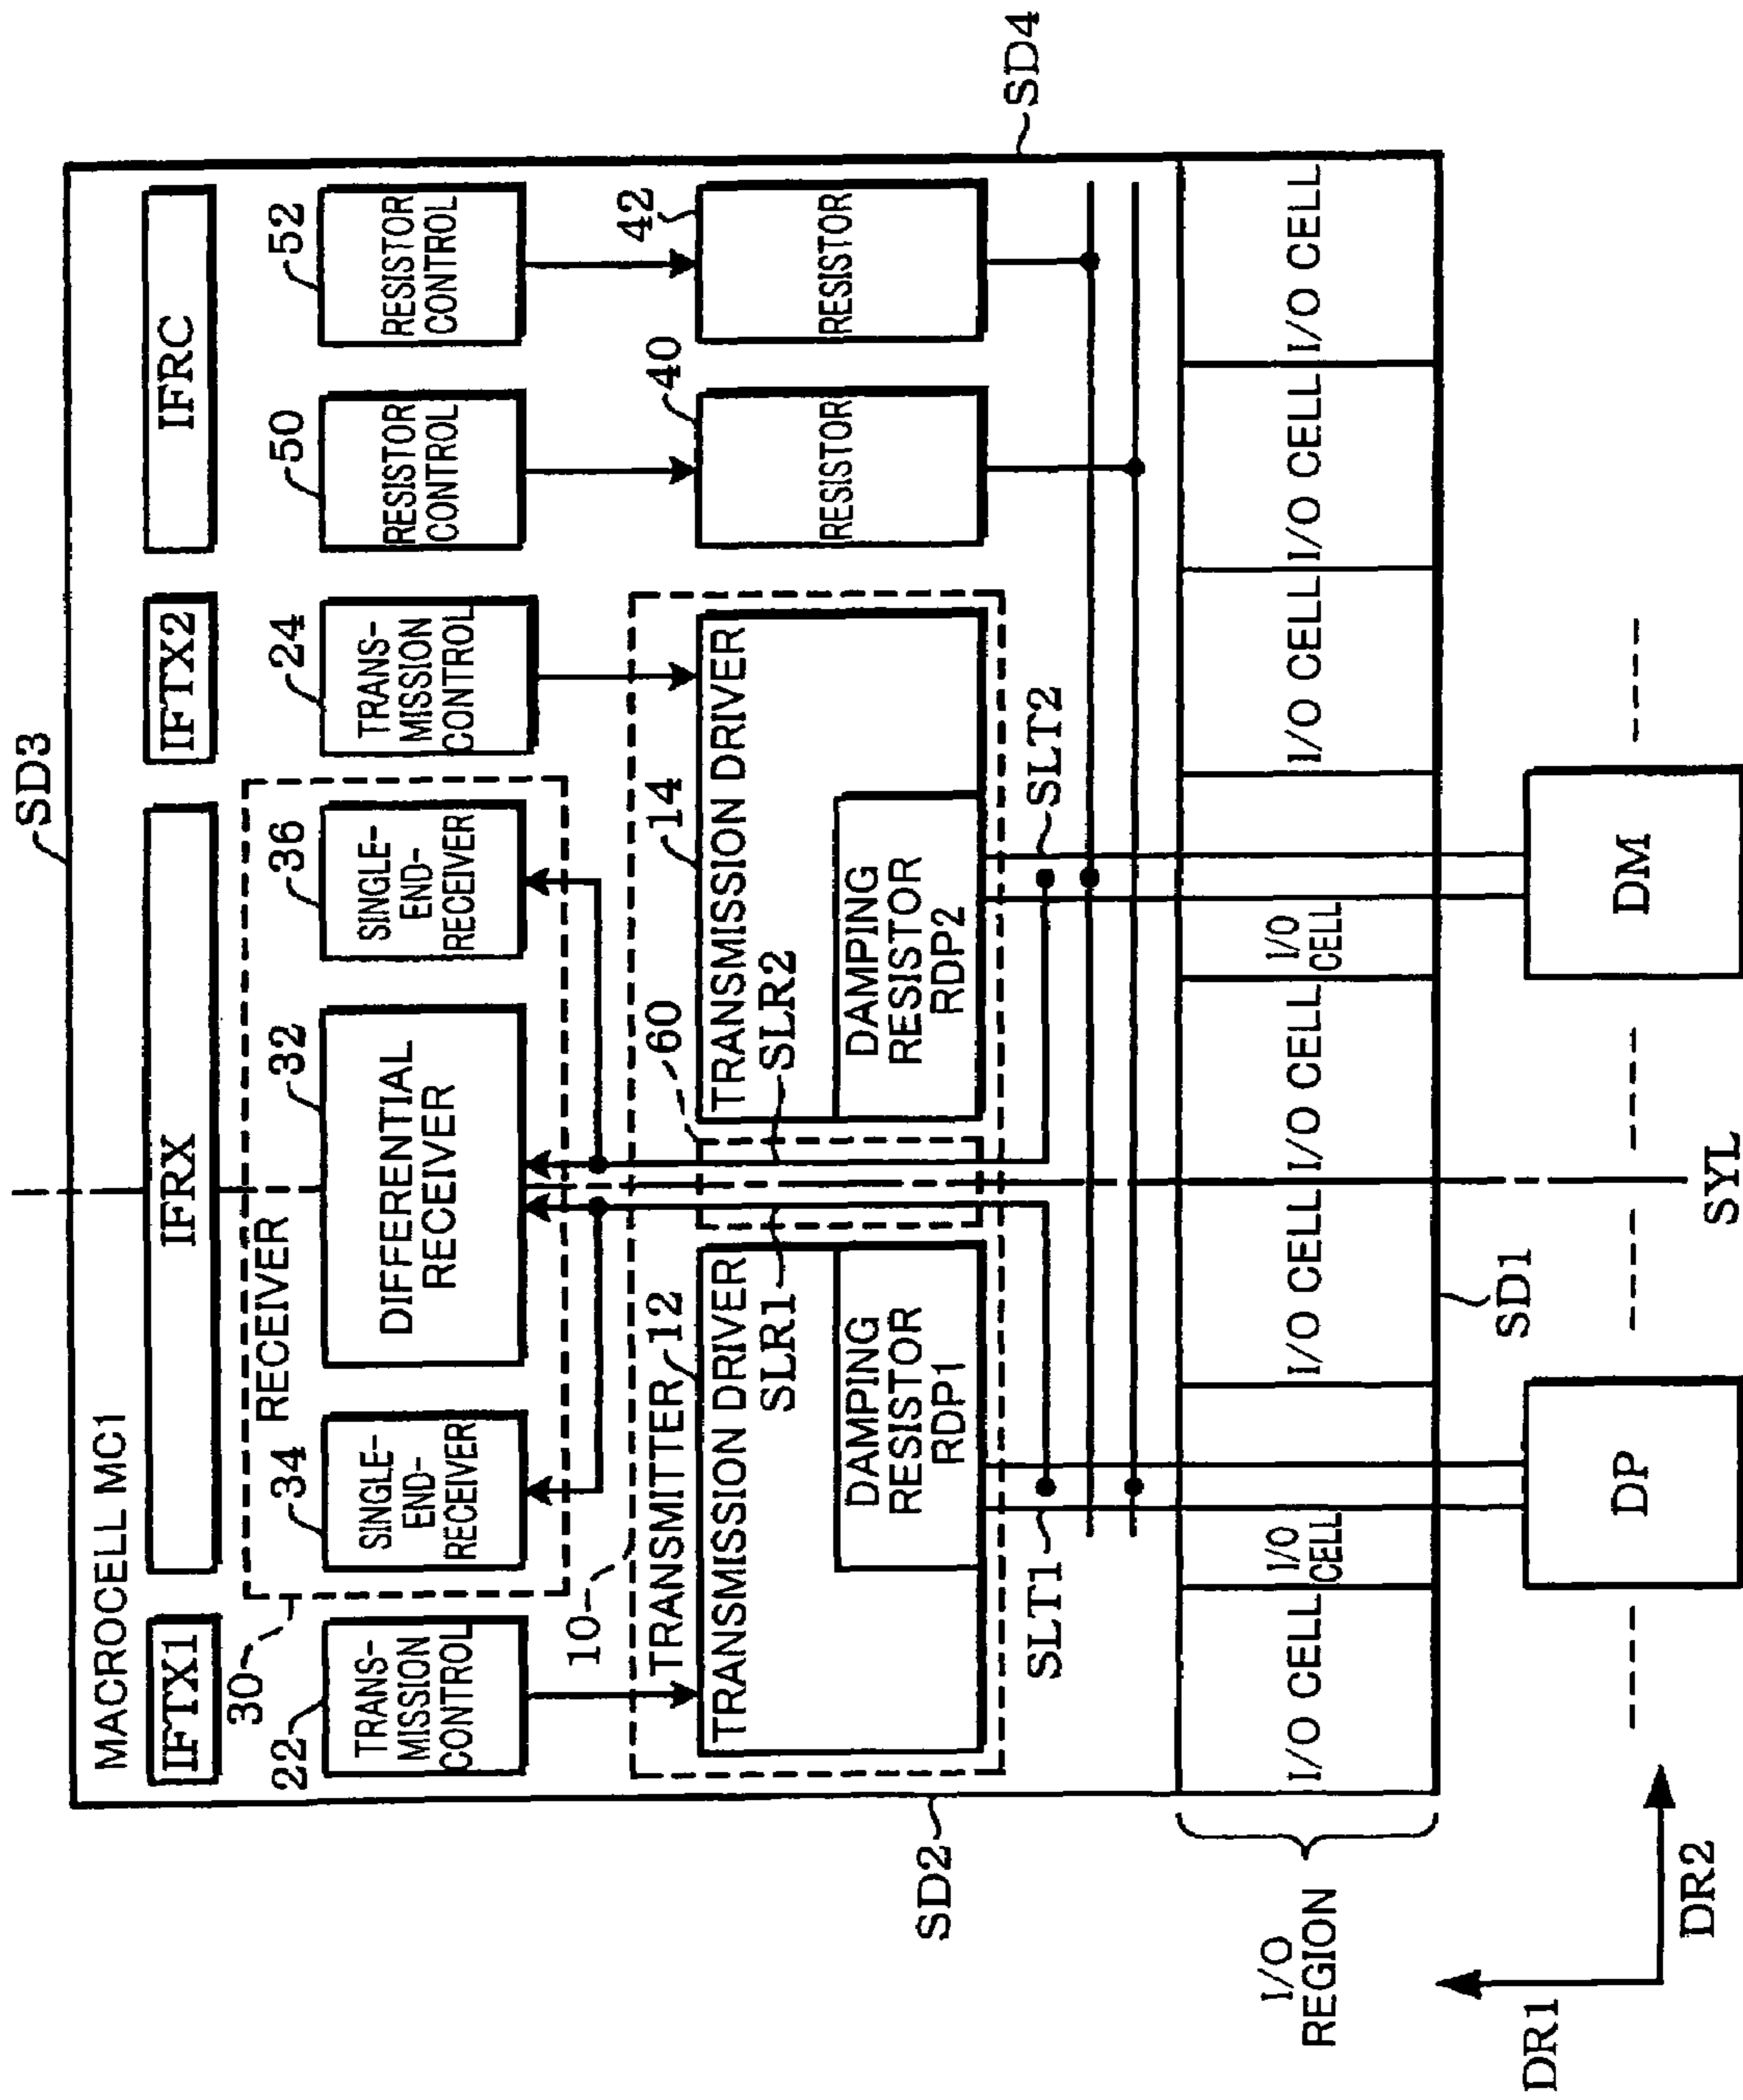 SD3
MACROCELL MC1
IFTX1
IFRX
IFTX2
IFRC
30
RECEIVER
22
34
32
36
24
50
52
TRANS-
MISSION
CONTROL
SINGLE-
END-
RECEIVER
DIFFERENTIAL
RECEIVER
SINGLE-
END-
RECEIVER
TRANS-
MISSION
CONTROL
RESISTOR
CONTROL
RESISTOR
CONTROL
10
TRANSMITTER
12
60
14
40
42
TRANSMISSION DRIVER
SLR1
SLR2
TRANSMISSION DRIVER
DAMPING
RESISTOR
RDP1
DAMPING
RESISTOR
RDP2
RESISTOR
RESISTOR
SD2
SLT1
SLT2
SD4
I/O
REGION
I/O CELL
I/O
CELL
I/O CELL
I/O CELL
I/O
CELL
I/O CELL
I/O CELL
I/O CELL
SD1
DP
DM
SYL
DR1
DR2